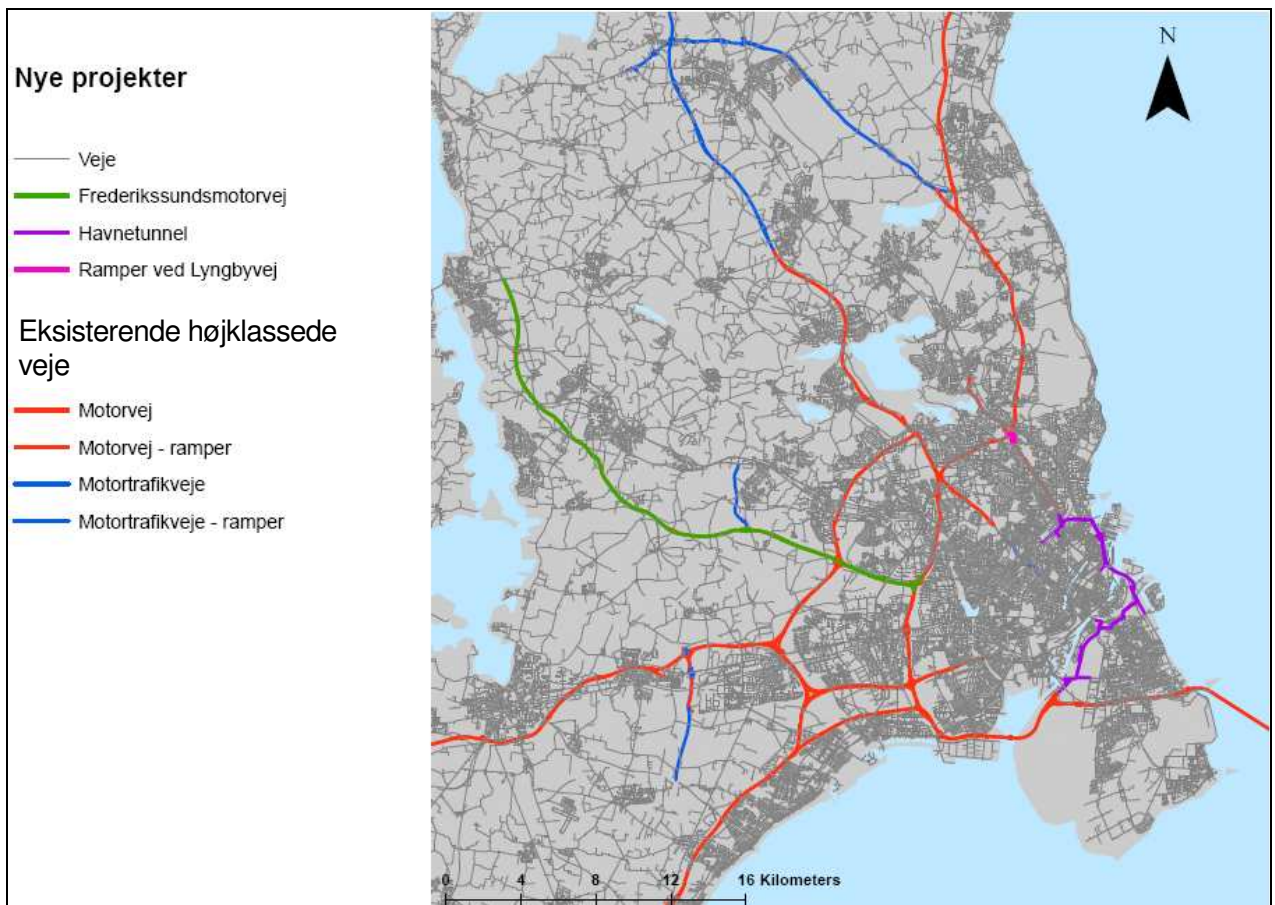 Nye projekter
Veje
Frederikssundsmotorvej
Havnetunnel
Ramper ved Lyngbyvej
Eksisterende højklassede
veje
Motorvej
Motorvej - ramper
Motortrafikveje
Motortrafikveje - ramper
N
0 4 8 12 16 Kilometers